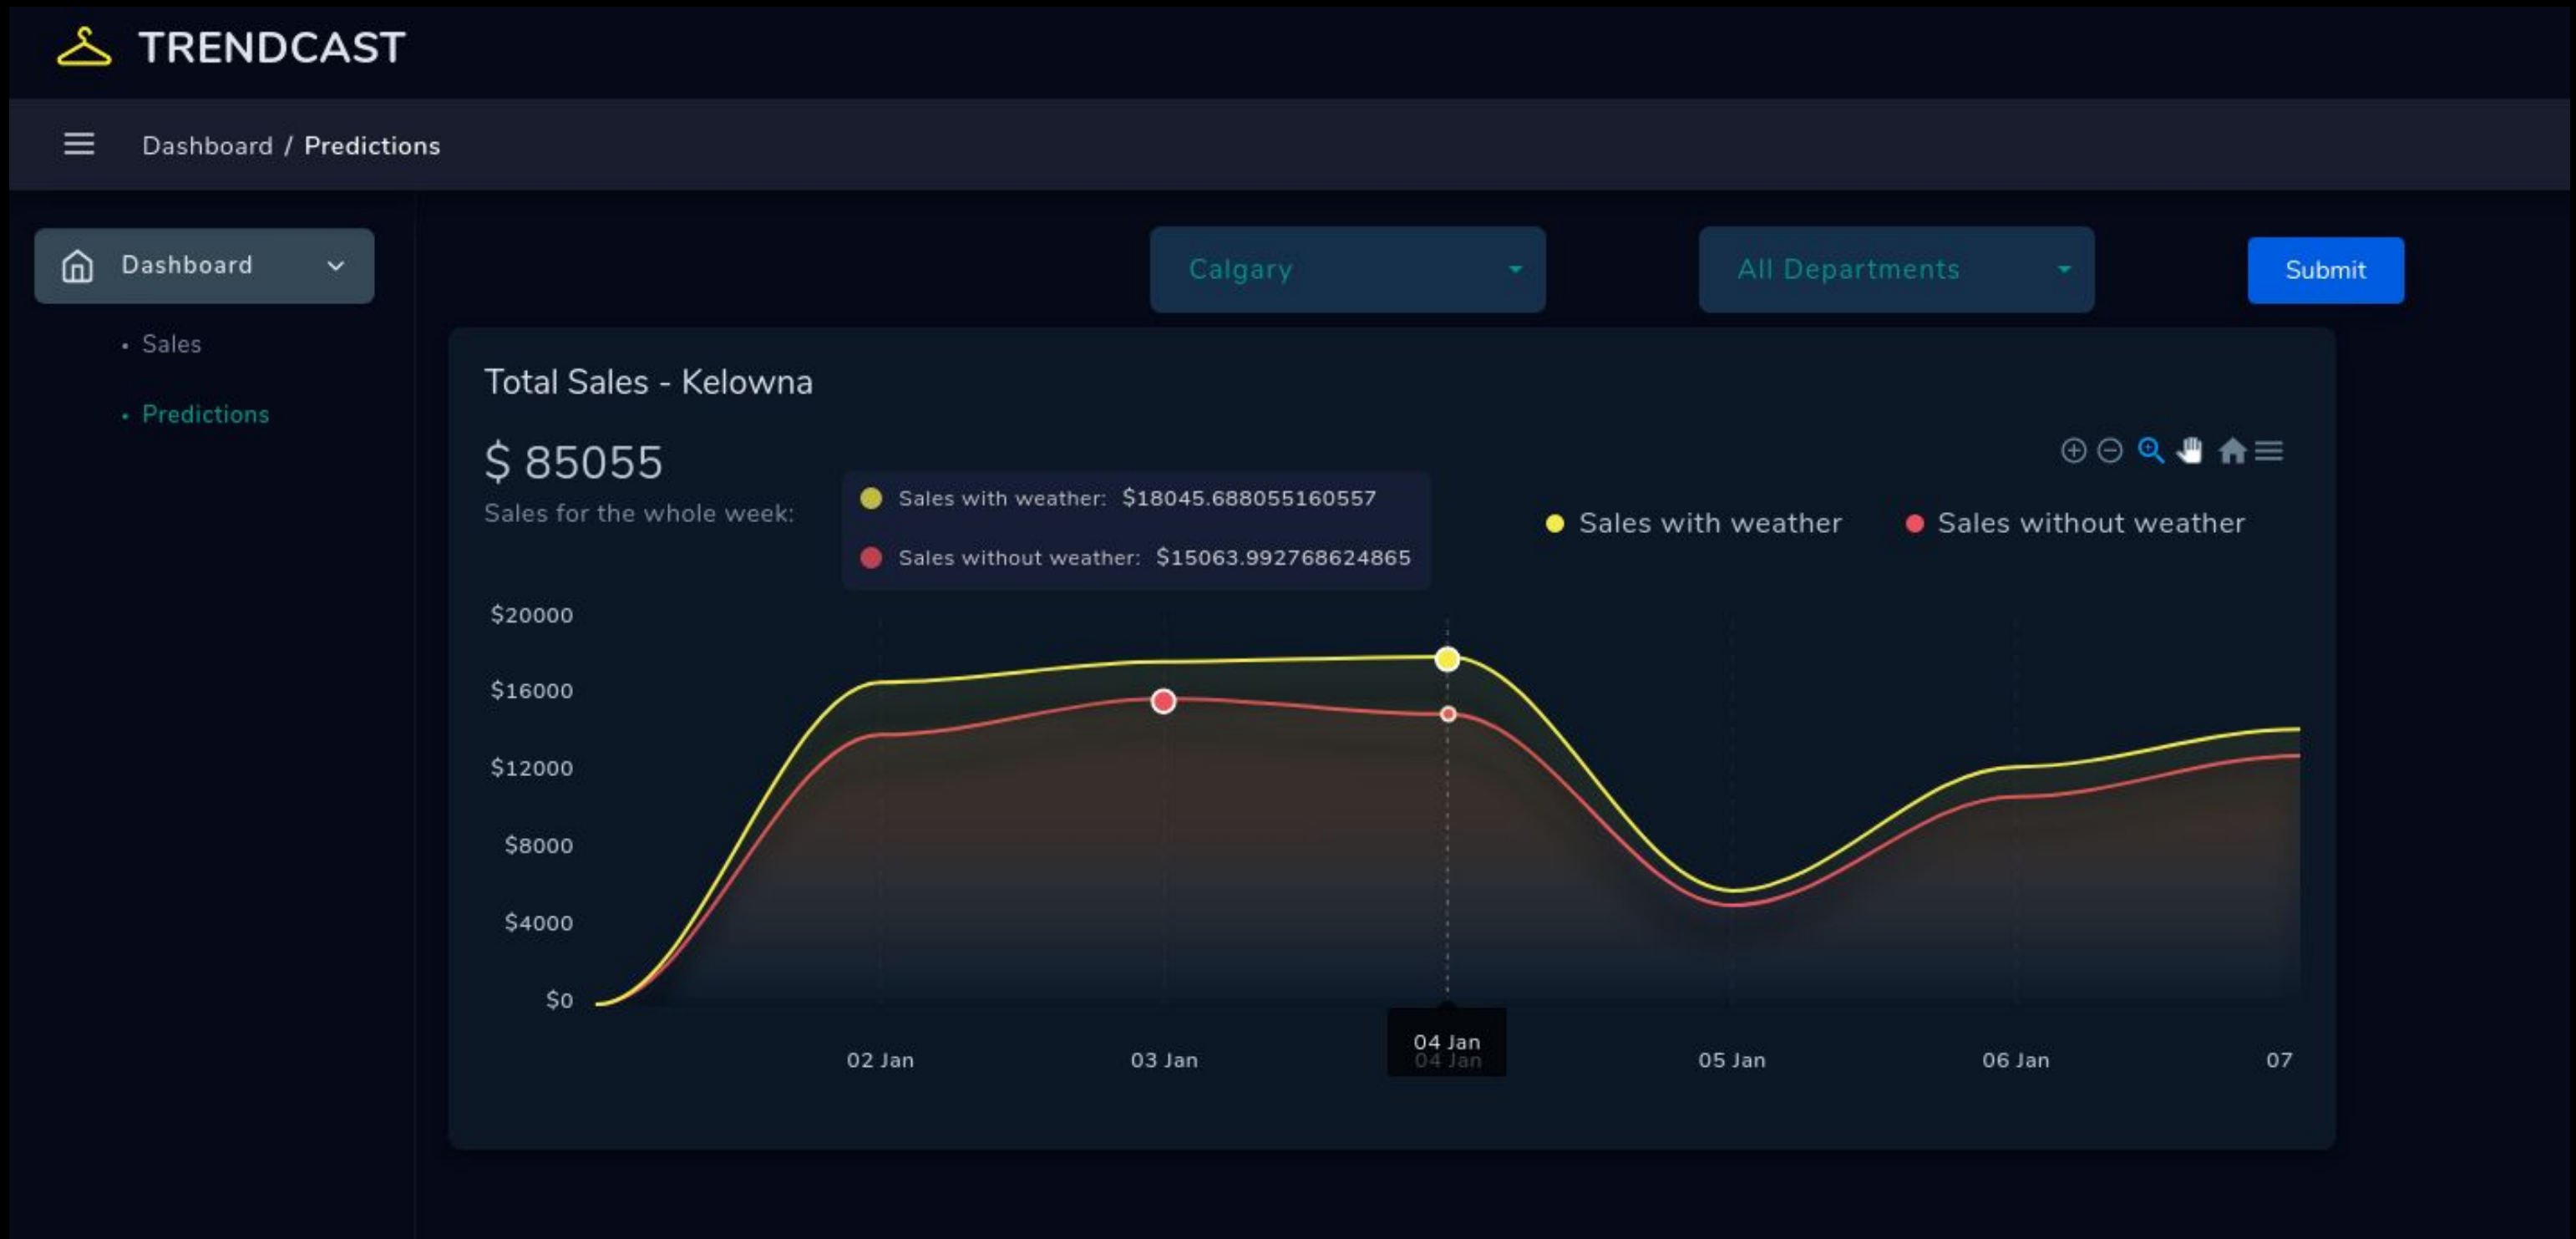 TRENDCAST
Dashboard / Predictions
Dashboard
Calgary
All Departments
Submit
• Sales
• Predictions
Total Sales - Kelowna
$ 85055
Sales for the whole week:
Sales with weather: $18045.688055160557
Sales without weather: $15063.992768624865
Sales with weather
Sales without weather
$20000
$16000
$12000
$8000
$4000
$0
04 Jan
02 Jan
03 Jan
04 Jan
05 Jan
06 Jan
07